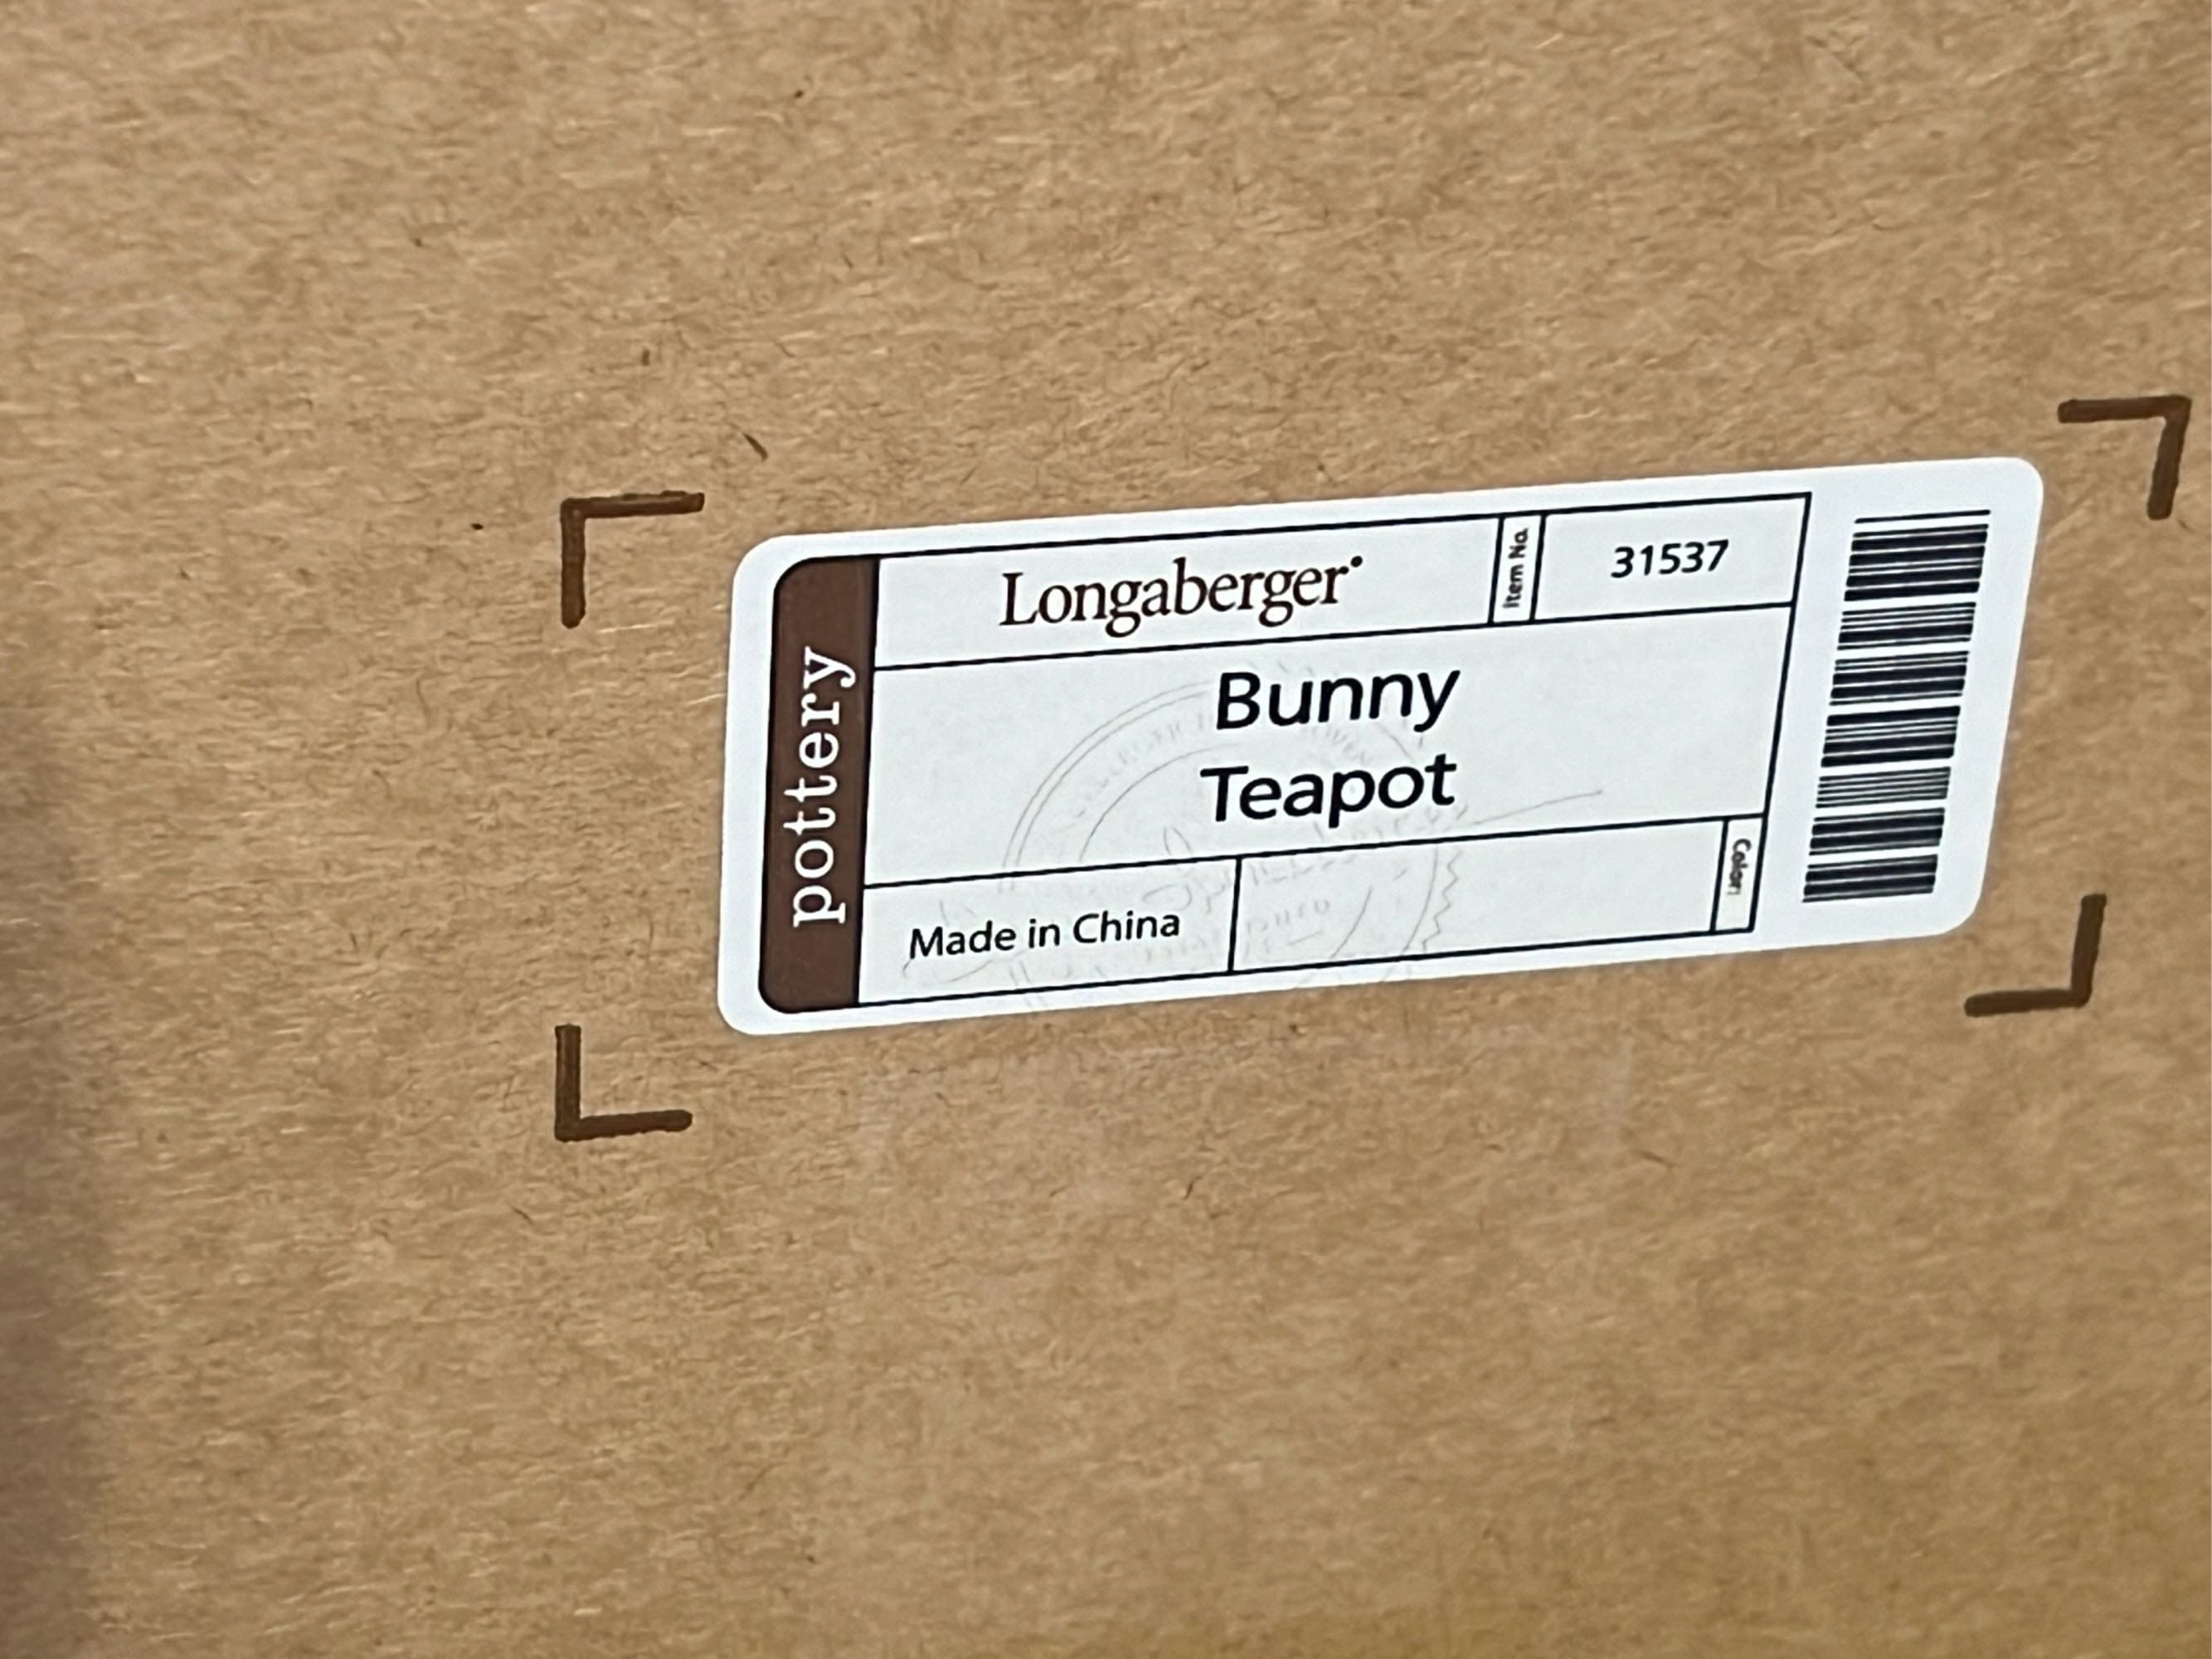 pottery
Longaberger®
Item No.
31537
Bunny
Teapot
Made in China
Color: